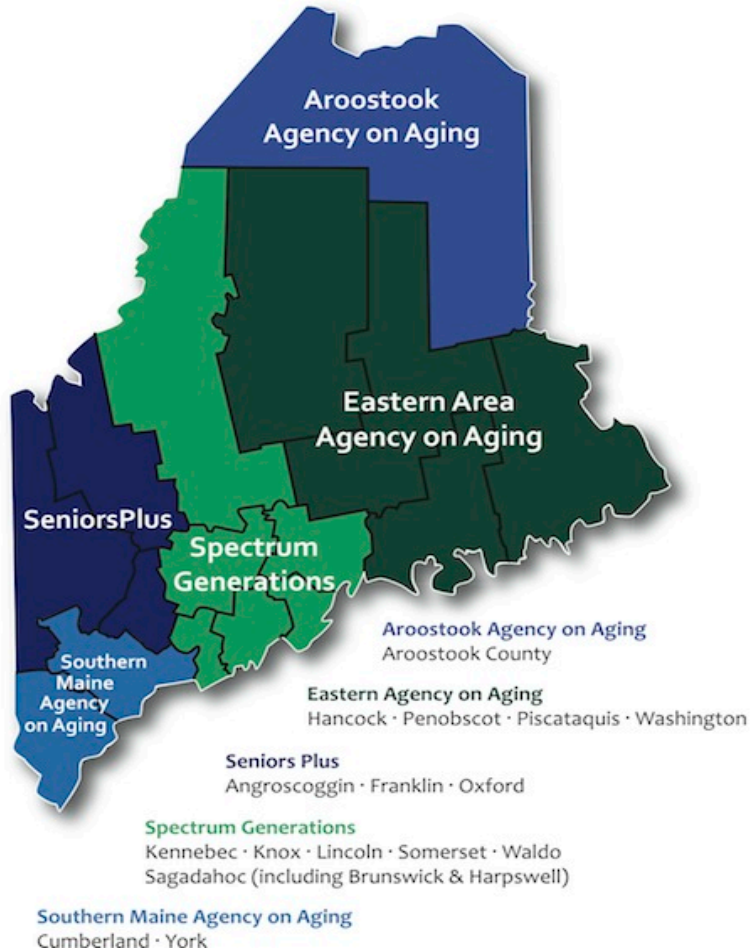 Aroostook
Agency on Aging
Eastern Area
Agency on Aging
SeniorsPlus
Spectrum
Generations
Southern
Maine
Agency
on Aging
Aroostook Agency on Aging
Aroostook County
Eastern Agency on Aging
Hancock · Penobscot · Piscataquis · Washington
Seniors Plus
Angroscoggin · Franklin · Oxford
Spectrum Generations
Kennebec · Knox · Lincoln · Somerset · Waldo
Sagadahoc (including Brunswick & Harpswell)
Southern Maine Agency on Aging
Cumberland · York